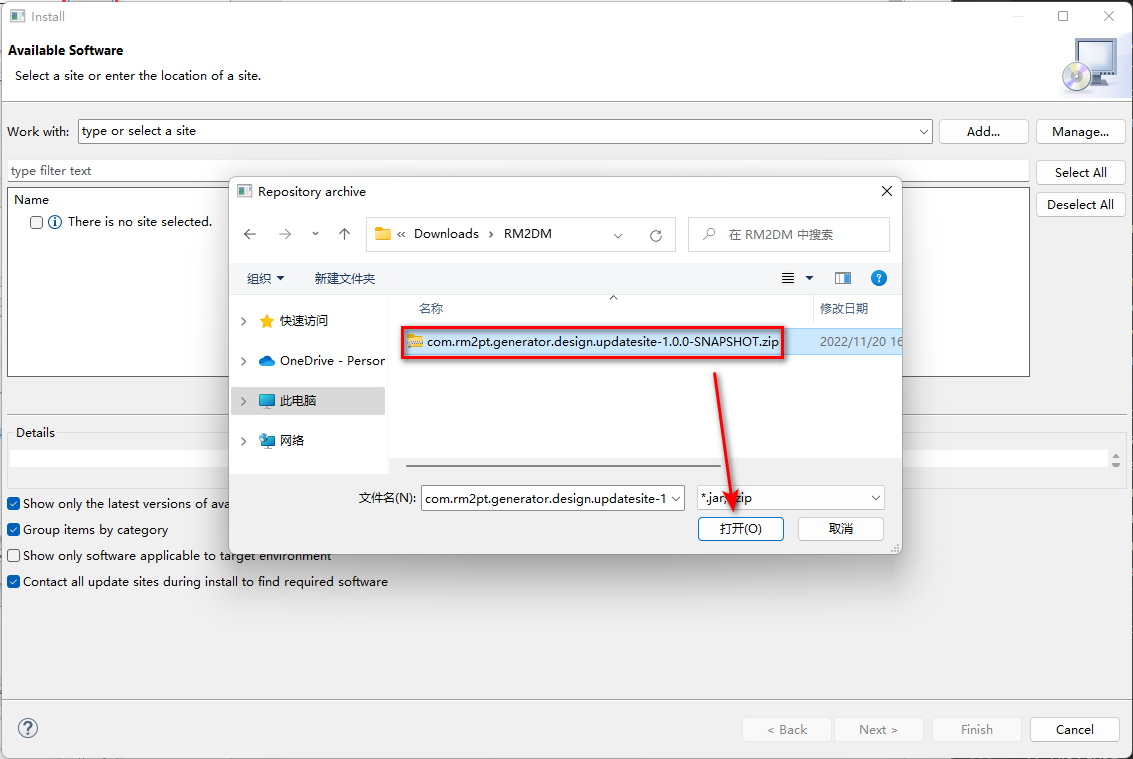 Install
Available Software
Select a site or enter the location of a site.
Work with:
type or select a site
Add...
Manage...
type filter text
Select All
Name
Deselect All
There is no site selected.
Repository archive
« Downloads › RM2DM
在 RM2DM 中搜索
组织
新建文件夹
名称
修改日期
快速访问
com.rm2pt.generator.design.updatesite-1.0.0-SNAPSHOT.zip
2022/11/20 16
OneDrive - Person
此电脑
网络
文件名(N):
com.rm2pt.generator.design.updatesite-1
*.jar;
zip
打开(O)
取消
Details
Show only the latest versions of ava
Group items by category
Show only software applicable to target environment
Contact all update sites during install to find required software
< Back
Next >
Finish
Cancel